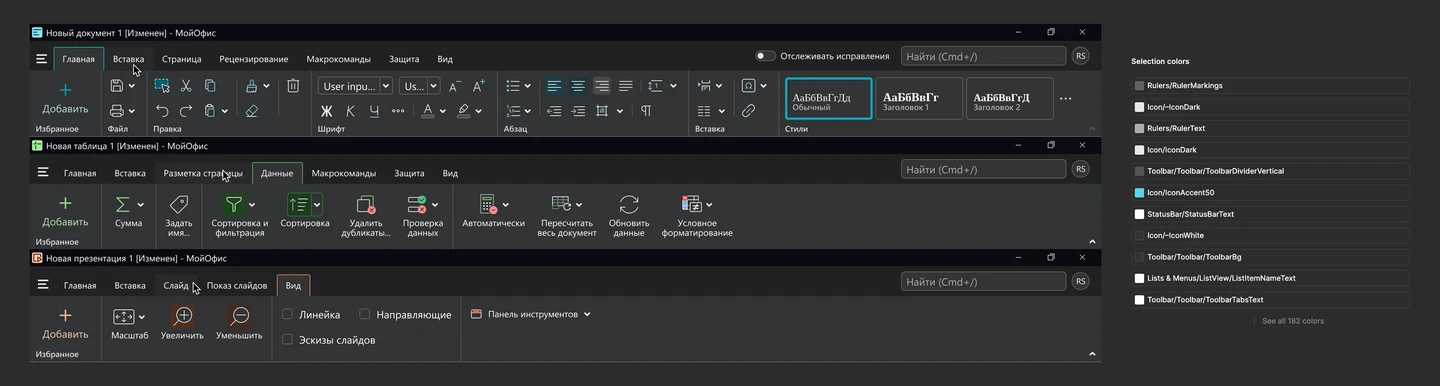 Новый документ 1 [Изменен] - МойОфис
Главная Вставка Страница Рецензирование Макрокоманды Защита Вид
Отслеживать исправления
Найти (Cmd+/)
RS
User inpu... Us...
Добавить
Ж К Ч
АаБбВвГгДд
Обычный
АаБбВвГг
Заголовок 1
АаБбВвГгД
Заголовок 2
Избранное Файл Правка Шрифт Абзац Вставка Стили
Новая таблица 1 [Изменен] - МойОфис
Главная Вставка Разметка страницы Данные Макрокоманды Защита Вид
Найти (Cmd+/)
RS
Добавить
Сумма
Задать
имя...
Сортировка и
фильтрация
Сортировка
Удалить
дубликаты...
Проверка
данных
Автоматически
Пересчитать
весь документ
Обновить
данные
Условное
форматирование
Избранное
Новая презентация 1 [Изменен] - МойОфис
Главная Вставка Слайд Показ слайдов Вид
Найти (Cmd+/)
RS
Добавить
Масштаб
Увеличить
Уменьшить
Линейка
Направляющие
Эскизы слайдов
Панель инструментов
Избранное
Selection colors
Rulers/RulerMarkings
Icon/~IconDark
Rulers/RulerText
Icon/IconDark
Toolbar/Toolbar/ToolbarDividerVertical
Icon/IconAccent50
StatusBar/StatusBarText
Icon/~IconWhite
Toolbar/Toolbar/ToolbarBg
Lists & Menus/ListView/ListItemNameText
Toolbar/Toolbar/ToolbarTabsText
See all 182 colors